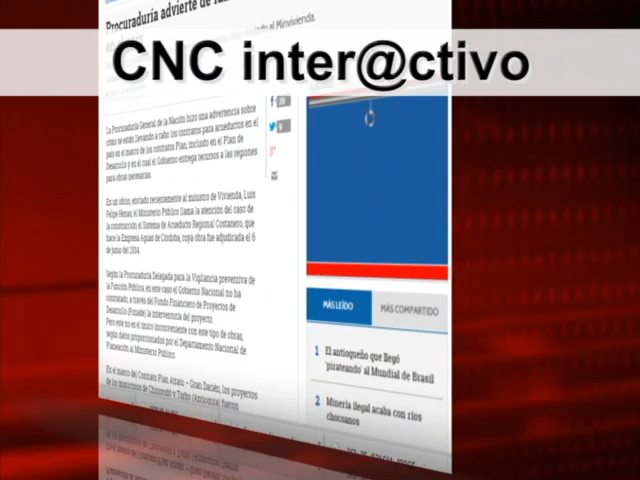 Procuraduría advierte de
Minvivienda.
CNC inter@ctivo
La Procuraduría General de la Nación hizo una advertencia sobre
cómo se están llevando a cabo los contratos para acueductos en el
país en el marco de los contratos Plan, incluido en el Plan de
Desarrollo y en el cual el Gobierno entrega recursos a las regiones
para obras necesarias.
En un oficio, enviado recientemente al ministro de Vivienda, Luis
Felipe Henao, el Ministerio Público llama la atención del caso de
la construcción el Sistema de Acueducto Regional Costanero, que
hace la Empresa Aguas de Córdoba, cuya obra fue adjudicada el 6
de junio del 2014.
Según la Procuraduría Delegada para la Vigilancia preventiva de
la Función Pública, en este caso el Gobierno Nacional no ha
contratado, a través del Fondo Financiero de Proyectos de
Desarrollo (Fonade) la interventoría del proyecto.
Pero este no es el único inconveniente con este tipo de obras,
según datos proporcionados por el Departamento Nacional de
Planeación al Ministerio Público.
En el marco del Contrato Plan Atrato – Gran Darién, los proyectos
de los municipios de Chigorodó y Turbo (Antioquia) fueron
MÁS LEÍDO
MÁS COMPARTIDO
1 El antioqueño que llegó
'pirateando' al Mundial de Brasil
2 Minería ilegal acaba con ríos
chocoanos